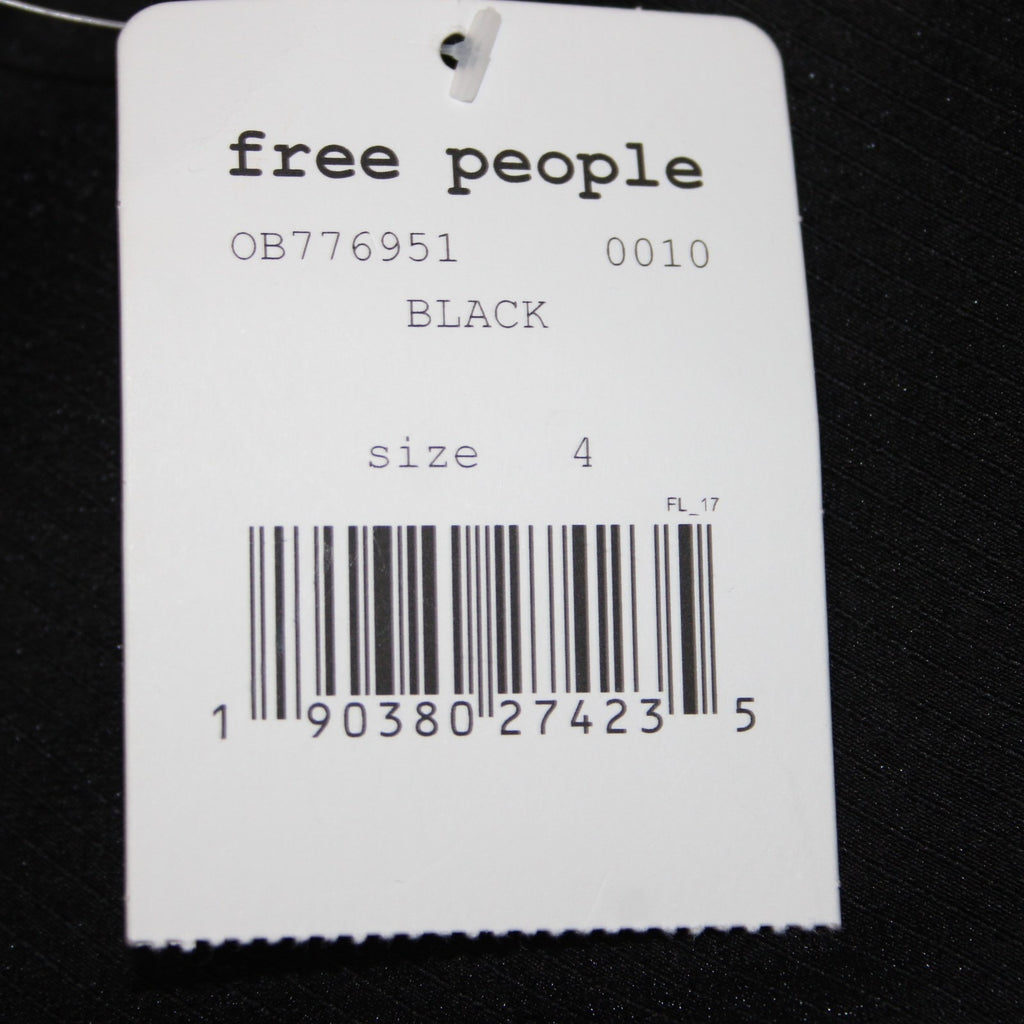 free people
OB776951 0010
BLACK
size 4
FL_17
1 90380 27423 5